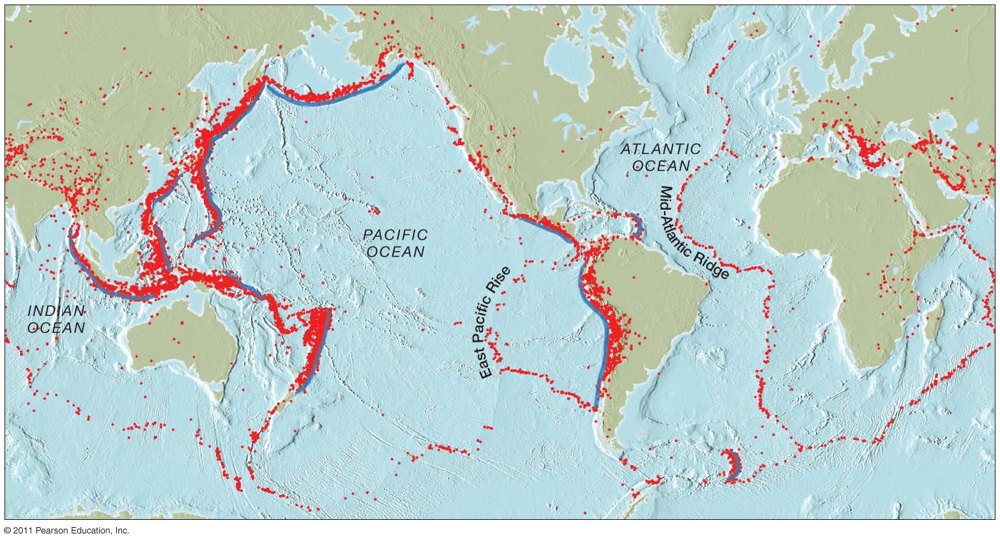 ATLANTIC
OCEAN
Mid-Atlantic Ridge
PACIFIC
OCEAN
East Pacific Rise
INDIAN
OCEAN
© 2011 Pearson Education, Inc.